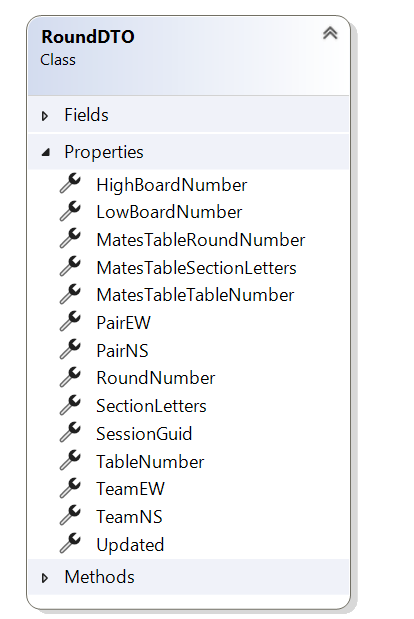 RoundDTO
Class
Fields
Properties
HighBoardNumber
LowBoardNumber
MatesTableRoundNumber
MatesTableSectionLetters
MatesTableTableNumber
PairEW
PairNS
RoundNumber
SectionLetters
SessionGuid
TableNumber
TeamEW
TeamNS
Updated
Methods